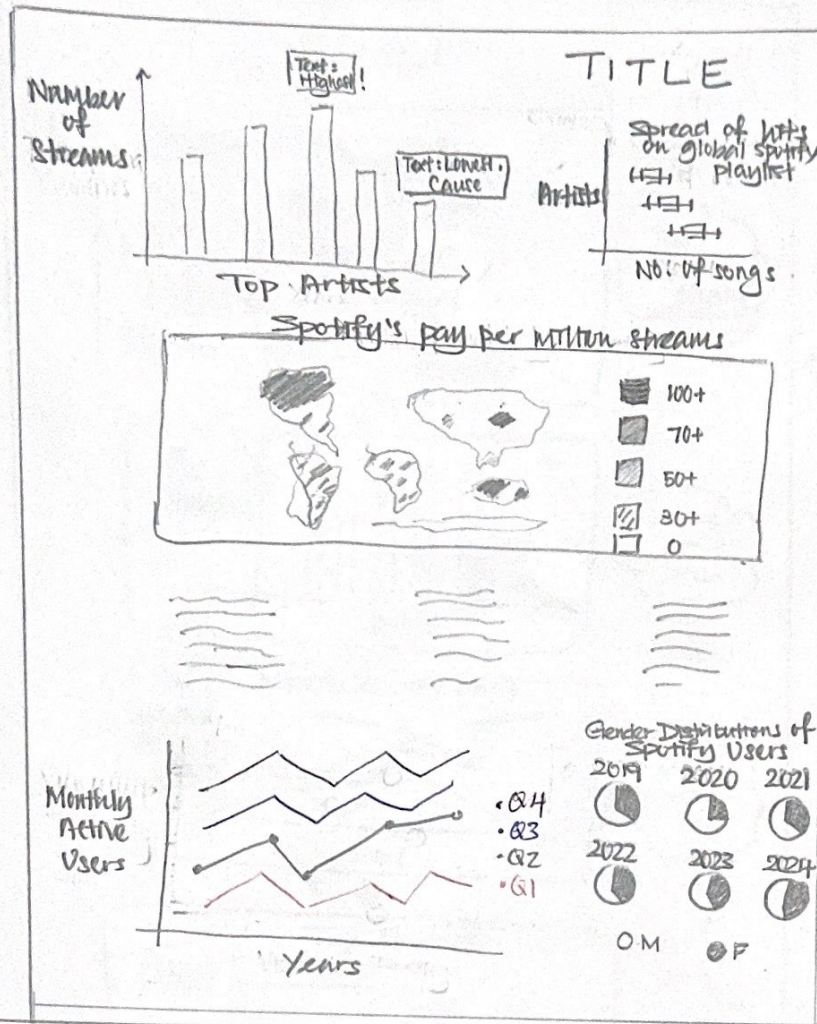 TITLE
Number
of
Streams
Text:
Highest!
Text: Lowest.
Cause
Top Artists
Spread of hits
on global spotify
playlist
Artists
No: of songs
Spotify's pay per million streams
100+
70+
50+
30+
0
Monthly
Active
Users
Q4
Q3
Q2
Q1
Years
Gender Distributions of
Spotify Users
2019 2020 2021
2022 2023 2024
M F